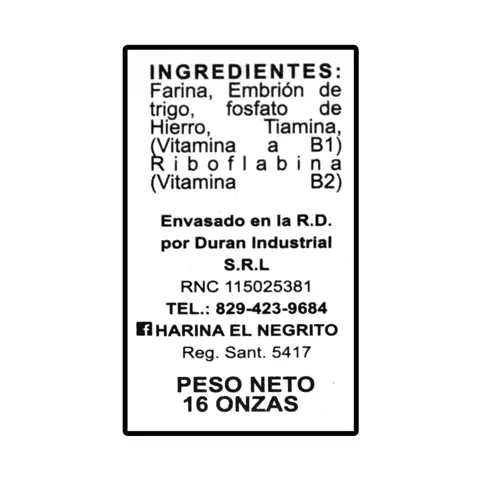 INGREDIENTES:
Farina, Embrión de
trigo, fosfato de
Hierro, Tiamina,
(Vitamina a B1)
Riboflabina
(Vitamina B2)
Envasado en la R.D.
por Duran Industrial
S.R.L
RNC 115025381
TEL.: 829-423-9684
HARINA EL NEGRITO
Reg. Sant. 5417
PESO NETO
16 ONZAS